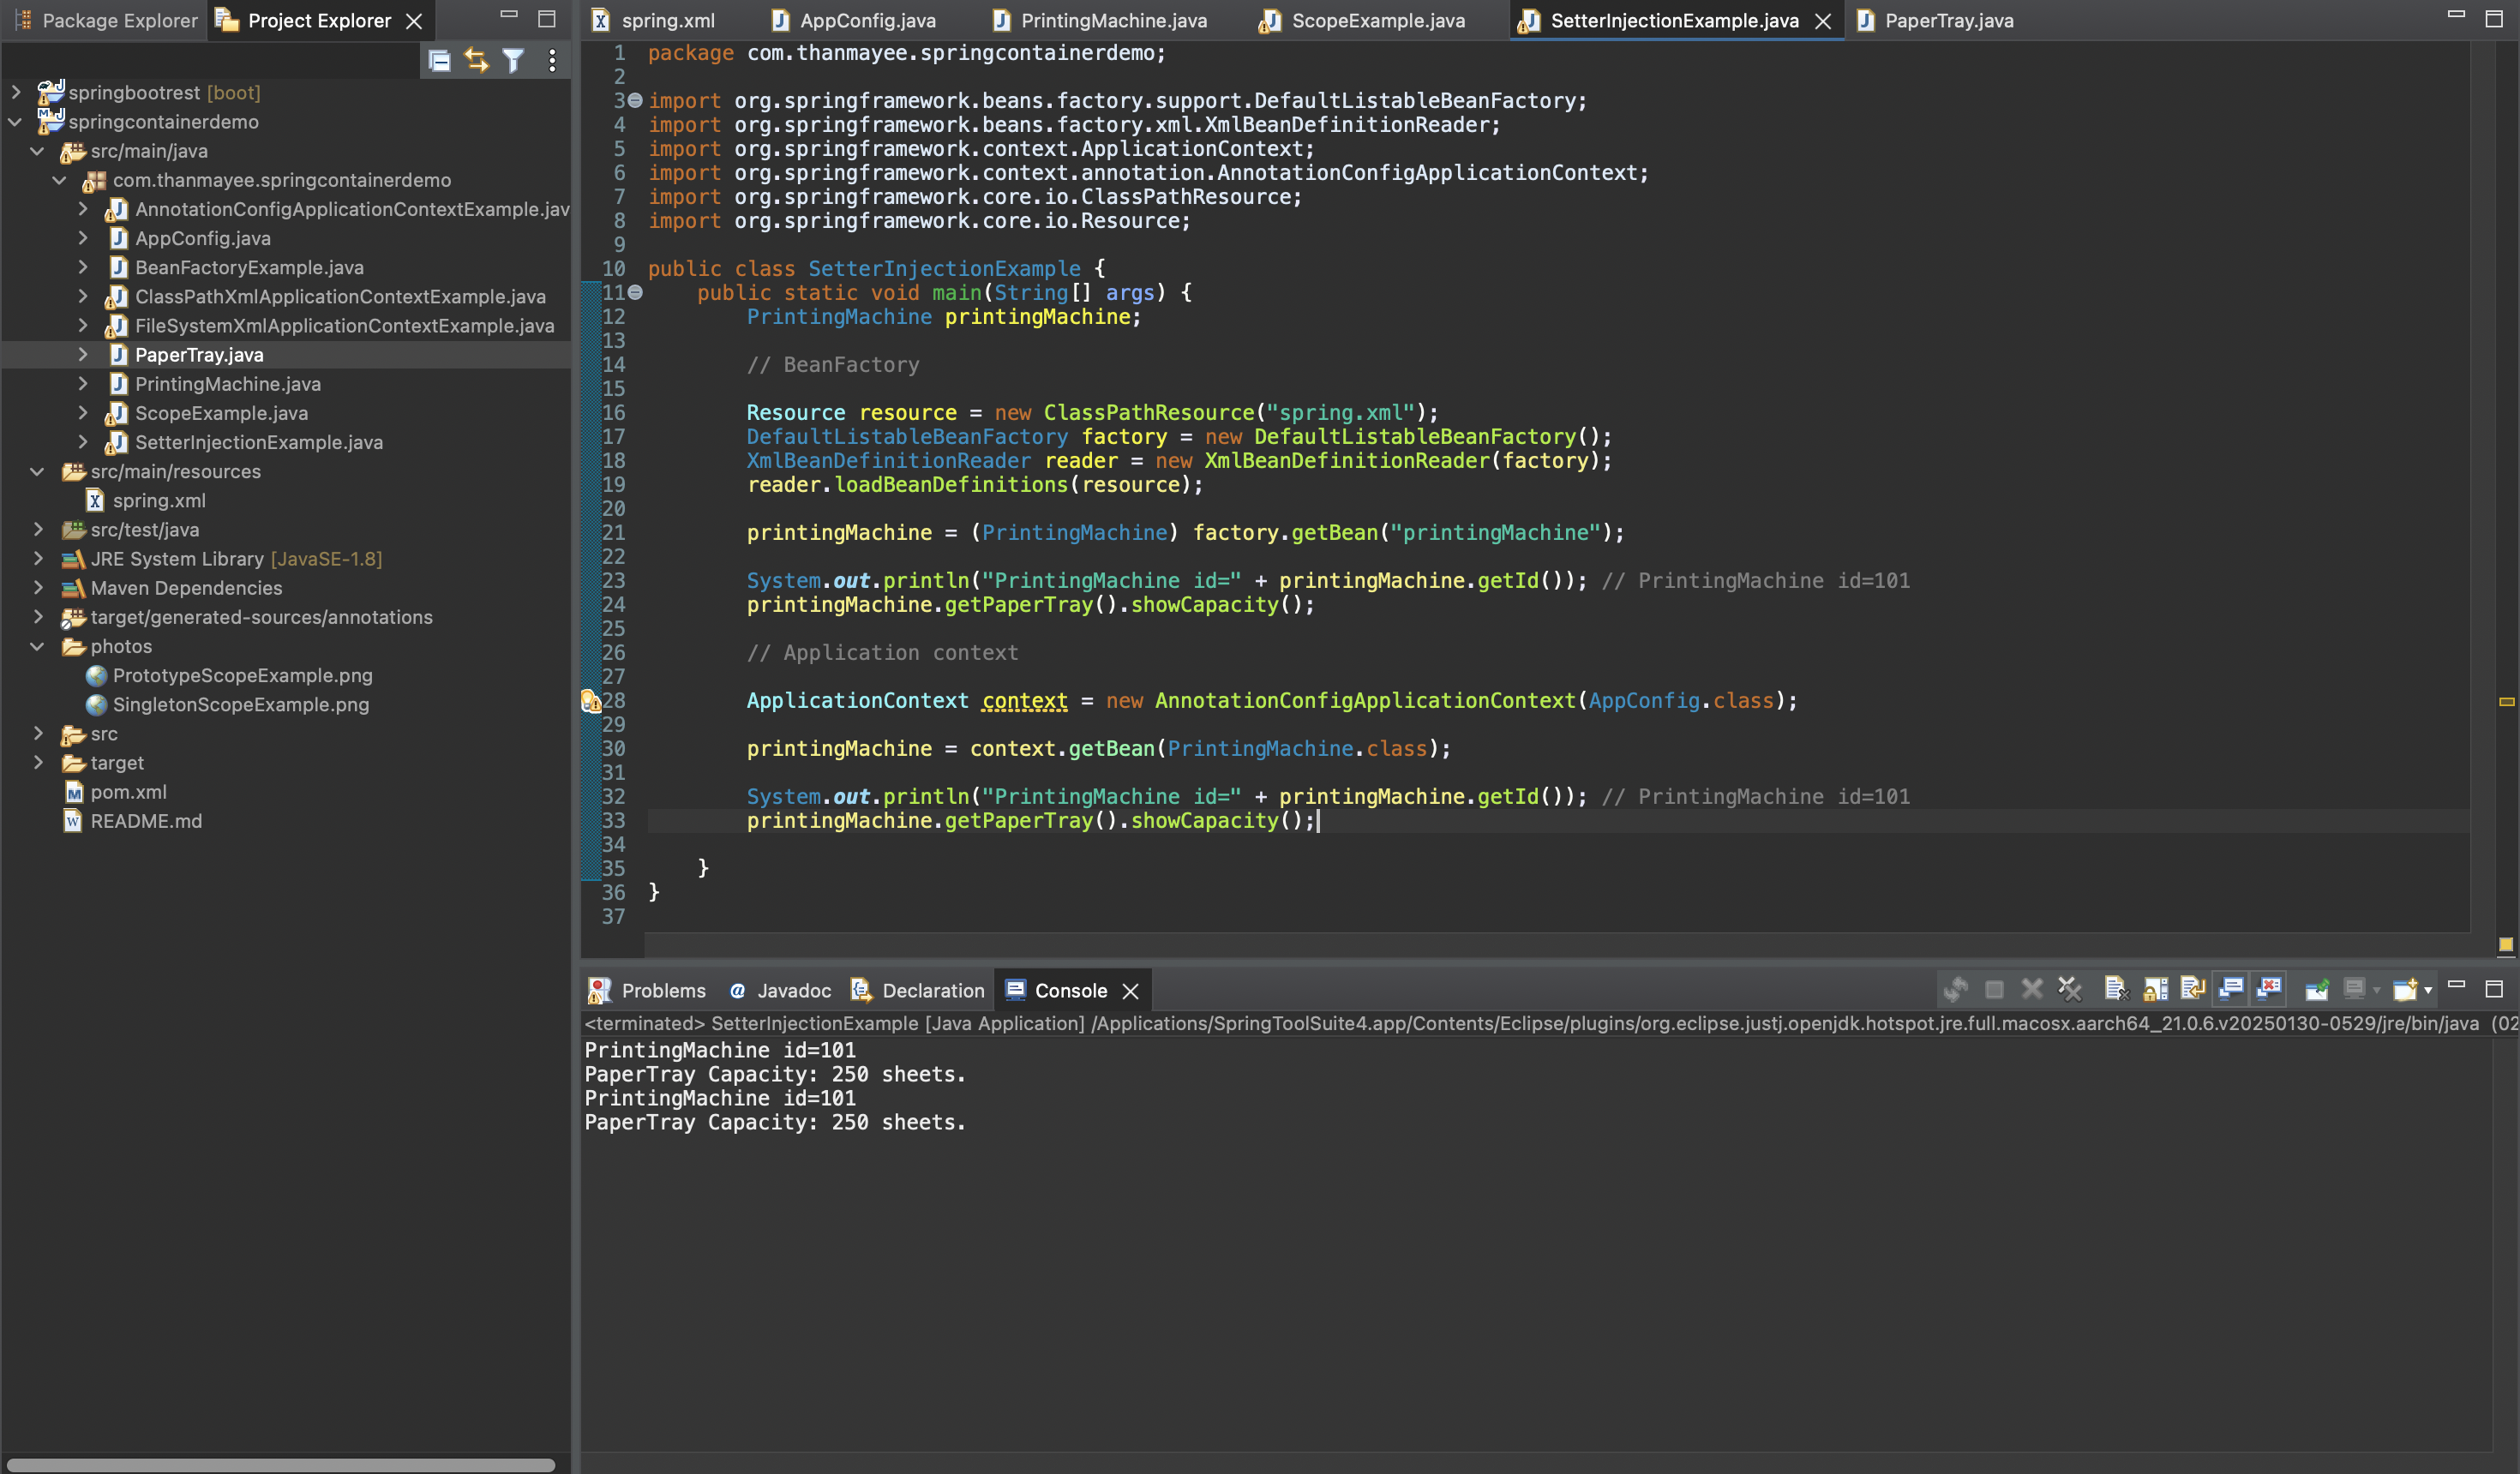 Package Explorer
Project Explorer
springbootrest [boot]
springcontainerdemo
src/main/java
com.thanmayee.springcontainerdemo
AnnotationConfigApplicationContextExample.jav
AppConfig.java
BeanFactoryExample.java
ClassPathXmlApplicationContextExample.java
FileSystemXmlApplicationContextExample.java
PaperTray.java
PrintingMachine.java
ScopeExample.java
SetterInjectionExample.java
src/main/resources
spring.xml
src/test/java
JRE System Library [JavaSE-1.8]
Maven Dependencies
target/generated-sources/annotations
photos
PrototypeScopeExample.png
SingletonScopeExample.png
src
target
pom.xml
README.md
spring.xml AppConfig.java PrintingMachine.java ScopeExample.java SetterInjectionExample.java PaperTray.java
1 package com.thanmayee.springcontainerdemo;
2
3 import org.springframework.beans.factory.support.DefaultListableBeanFactory;
4 import org.springframework.beans.factory.xml.XmlBeanDefinitionReader;
5 import org.springframework.context.ApplicationContext;
6 import org.springframework.context.annotation.AnnotationConfigApplicationContext;
7 import org.springframework.core.io.ClassPathResource;
8 import org.springframework.core.io.Resource;
9
10 public class SetterInjectionExample {
11 public static void main(String[] args) {
12 PrintingMachine printingMachine;
13
14 // BeanFactory
15
16 Resource resource = new ClassPathResource("spring.xml");
17 DefaultListableBeanFactory factory = new DefaultListableBeanFactory();
18 XmlBeanDefinitionReader reader = new XmlBeanDefinitionReader(factory);
19 reader.loadBeanDefinitions(resource);
20
21 printingMachine = (PrintingMachine) factory.getBean("printingMachine");
22
23 System.out.println("PrintingMachine id=" + printingMachine.getId()); // PrintingMachine id=101
24 printingMachine.getPaperTray().showCapacity();
25
26 // Application context
27
28 ApplicationContext context = new AnnotationConfigApplicationContext(AppConfig.class);
29
30 printingMachine = context.getBean(PrintingMachine.class);
31
32 System.out.println("PrintingMachine id=" + printingMachine.getId()); // PrintingMachine id=101
33 printingMachine.getPaperTray().showCapacity();
34
35 }
36 }
37
Problems @ Javadoc Declaration Console
<terminated> SetterInjectionExample [Java Application] /Applications/SpringToolSuite4.app/Contents/Eclipse/plugins/org.eclipse.justj.openjdk.hotspot.jre.full.macosx.aarch64_21.0.6.v20250130-0529/jre/bin/java (02
PrintingMachine id=101
PaperTray Capacity: 250 sheets.
PrintingMachine id=101
PaperTray Capacity: 250 sheets.